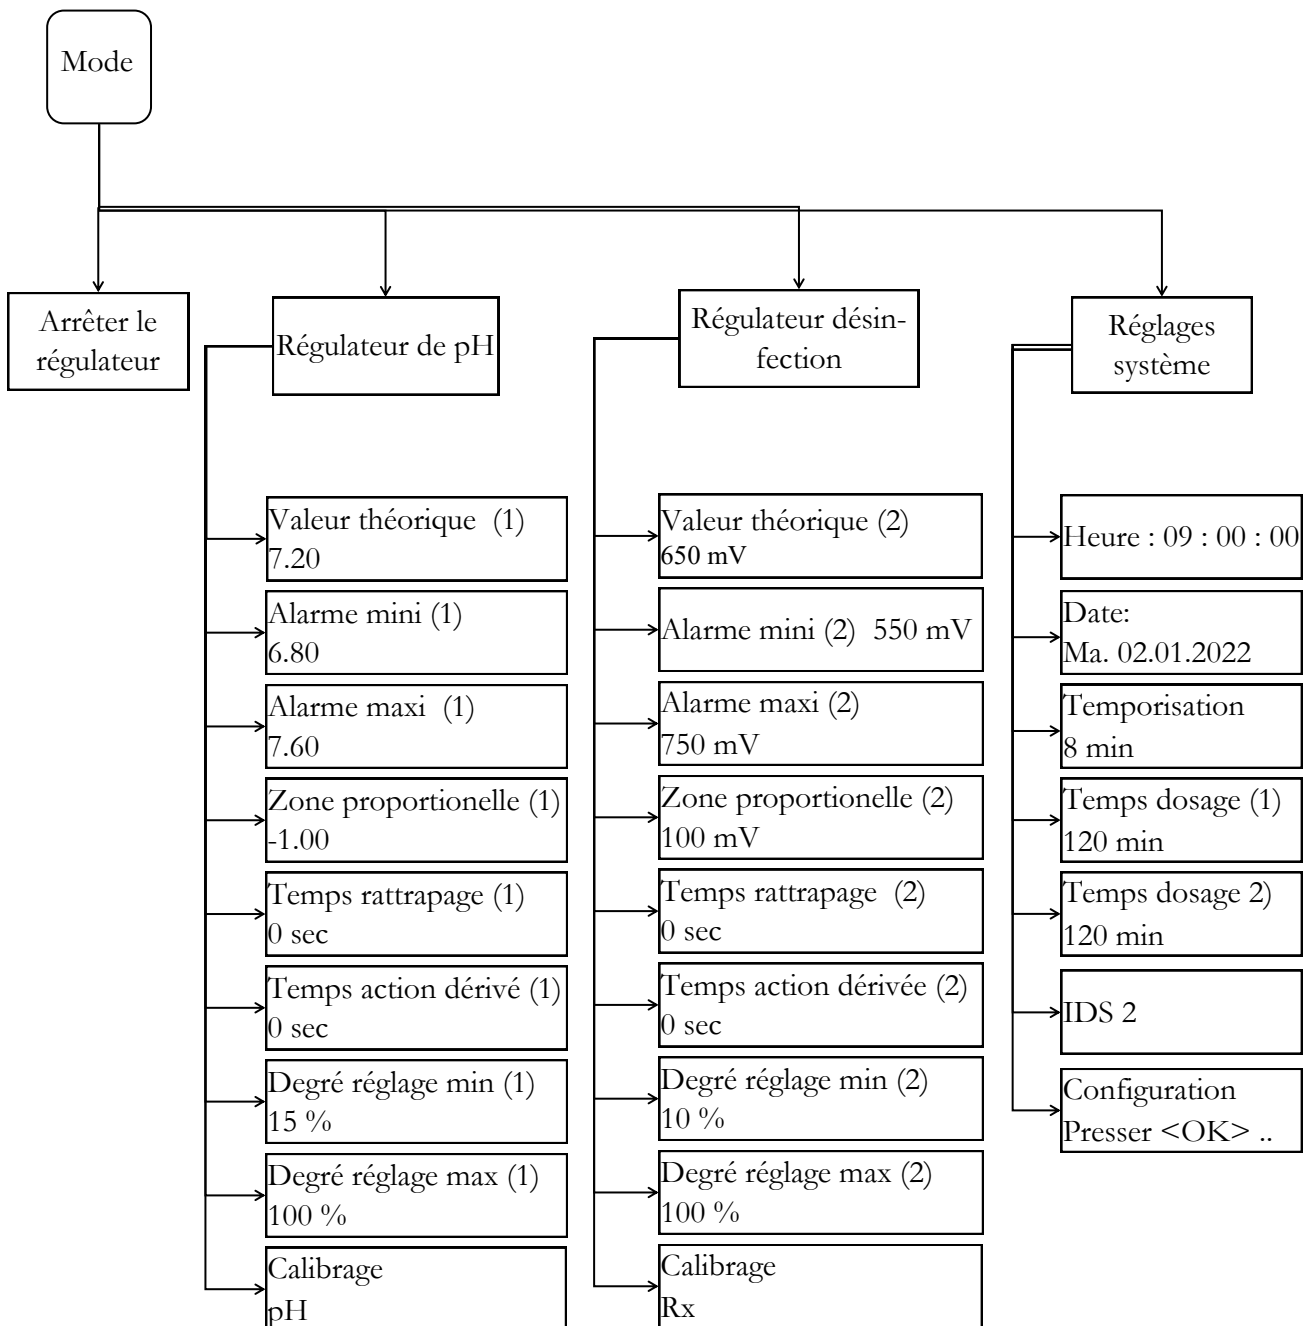 Mode
Arrêter le
régulateur
Régulateur de pH
Régulateur désin-
fection
Réglages
système
Valeur théorique (1)
7.20
Alarme mini (1)
6.80
Alarme maxi (1)
7.60
Zone proportionelle (1)
-1.00
Temps rattrapage (1)
0 sec
Temps action dérivé (1)
0 sec
Degré réglage min (1)
15 %
Degré réglage max (1)
100 %
Calibrage
pH
Valeur théorique (2)
650 mV
Alarme mini (2) 550 mV
Alarme maxi (2)
750 mV
Zone proportionelle (2)
100 mV
Temps rattrapage (2)
0 sec
Temps action dérivée (2)
0 sec
Degré réglage min (2)
10 %
Degré réglage max (2)
100 %
Calibrage
Rx
Heure : 09 : 00 : 00
Date:
Ma. 02.01.2022
Temporisation
8 min
Temps dosage (1)
120 min
Temps dosage 2)
120 min
IDS 2
Configuration
Presser <OK> ..